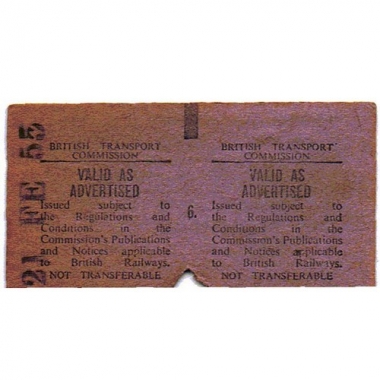 21 FE 55
BRITISH TRANSPORT
COMMISSION
VALID AS
ADVERTISED
Issued subject to
the Regulations and
Conditions in the
Commission's Publications
and Notices applicable
to British Railways.
NOT TRANSFERABLE
6.
BRITISH TRANSPORT
COMMISSION
VALID AS
ADVERTISED
Issued subject to
the Regulations and
Conditions in the
Commission's Publications
and Notices applicable
to British Railways.
NOT TRANSFERABLE